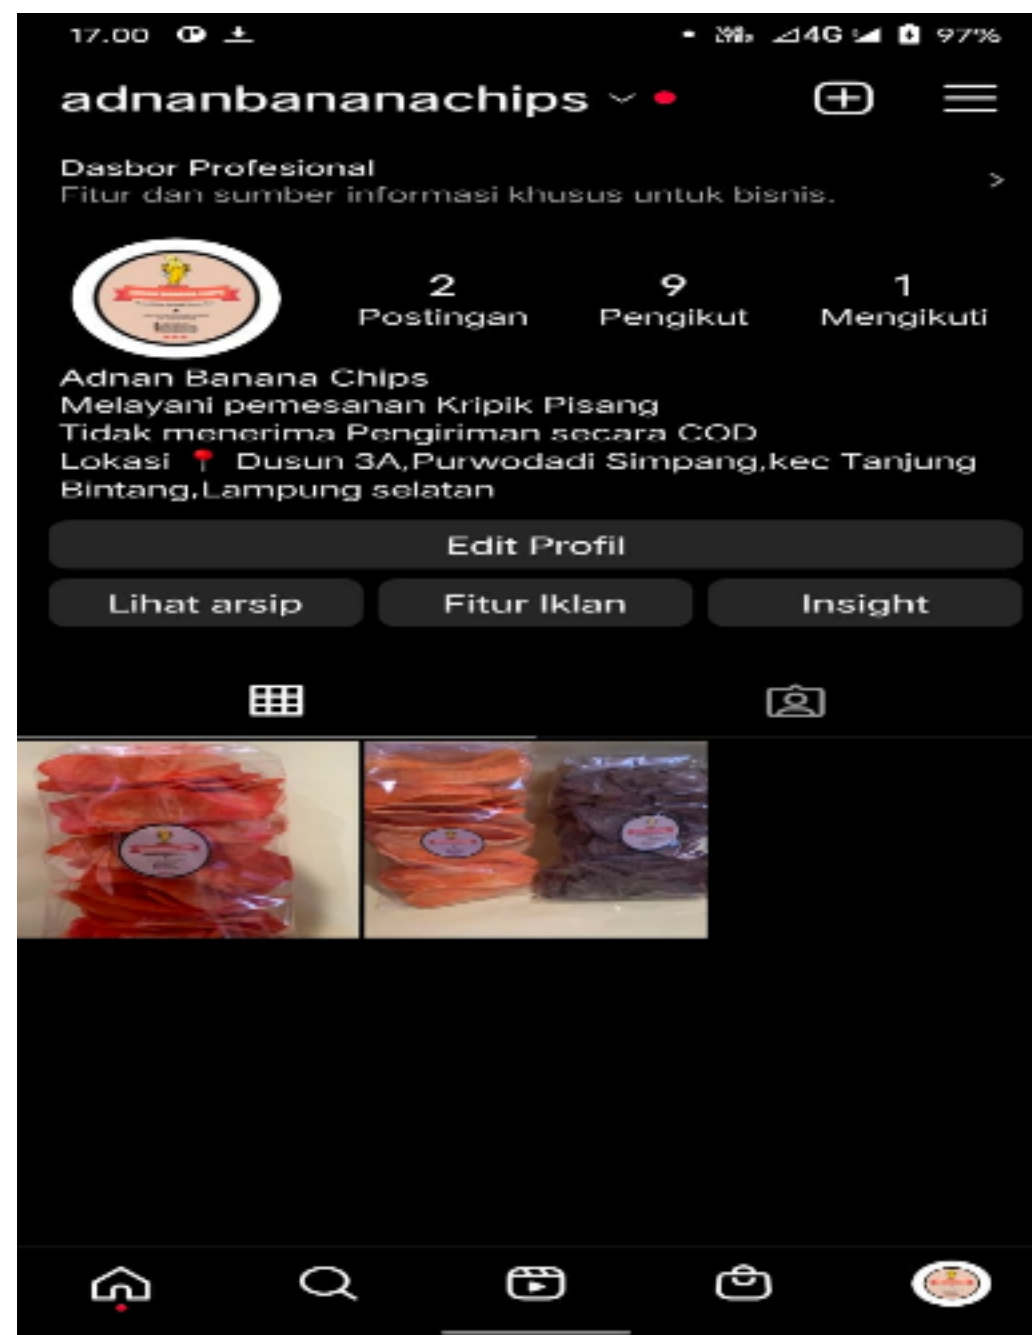 17.00
4G 97%
adnanbananachips
Dasbor Profesional
Fitur dan sumber informasi khusus untuk bisnis.
2 9 1
Postingan Pengikut Mengikuti
Adnan Banana Chips
Melayani pemesanan Kripik Pisang
Tidak menerima Pengiriman secara COD
Lokasi 📍 Dusun 3A,Purwodadi Simpang,kec Tanjung
Bintang,Lampung selatan
Edit Profil
Lihat arsip Fitur Iklan Insight